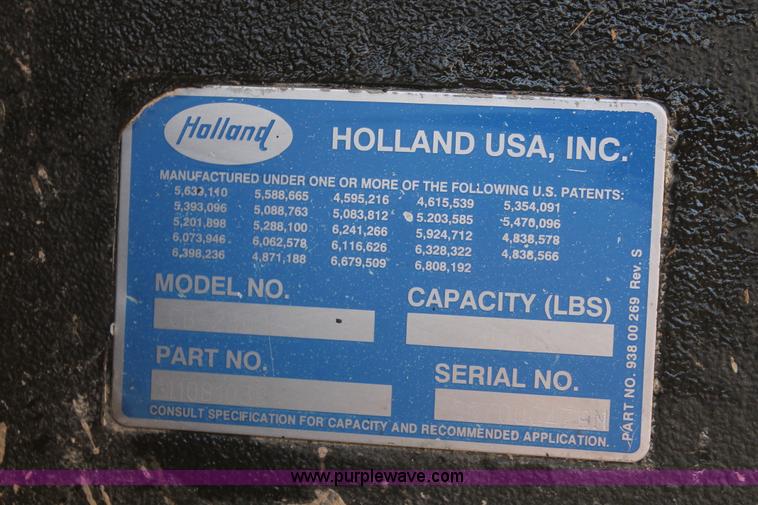 Holland
HOLLAND USA, INC.
MANUFACTURED UNDER ONE OR MORE OF THE FOLLOWING U.S. PATENTS:
5,632,110 5,588,665 4,595,216 4,615,539 5,354,091
5,393,096 5,088,763 5,083,812 5.203,585 5,476,096
5,201,898 5,288,100 6,241,266 5,924,712 4,838,578
6,073,946 6,062,578 6,116,626 6,328,322 4,838,566
6,398,236 4,871,188 6,679,509 6,808,192
MODEL NO.
CAPACITY (LBS)
PART NO.
SERIAL NO.
CONSULT SPECIFICATION FOR CAPACITY AND RECOMMENDED APPLICATION.
PART NO. 938 00 269 Rev. S
www.purplewave.com